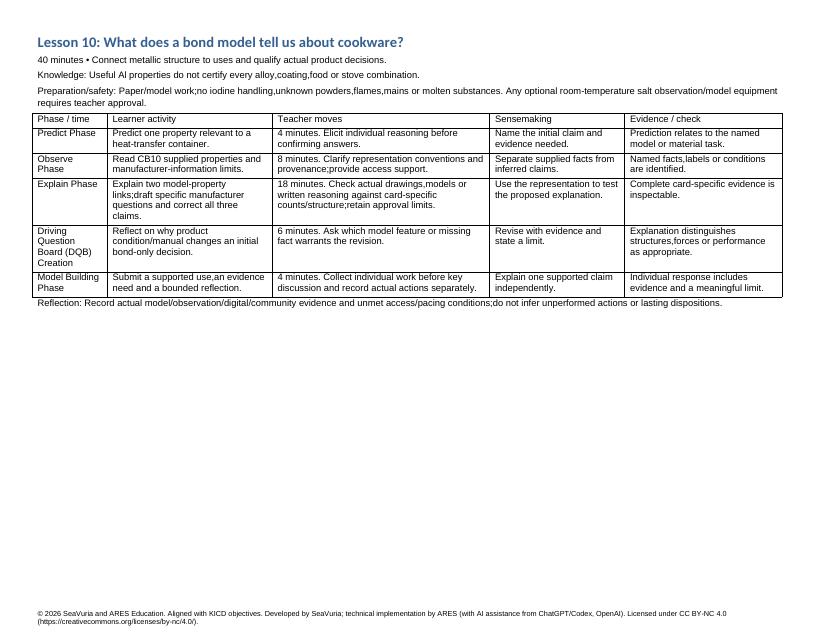 Lesson 10: What does a bond model tell us about cookware?
40 minutes • Connect metallic structure to uses and qualify actual product decisions.
Knowledge: Useful Al properties do not certify every alloy,coating,food or stove combination.
Preparation/safety: Paper/model work;no iodine handling,unknown powders,flames,mains or molten substances. Any optional room-temperature salt observation/model equipment
requires teacher approval.
Phase / time
Learner activity
Teacher moves
Sensemaking
Evidence / check
Predict Phase
Predict one property relevant to a
heat-transfer container.
4 minutes. Elicit individual reasoning before
confirming answers.
Name the initial claim and
evidence needed.
Prediction relates to the named
model or material task.
Observe
Phase
Read CB10 supplied properties and
manufacturer-information limits.
8 minutes. Clarify representation conventions and
provenance;provide access support.
Separate supplied facts from
inferred claims.
Named facts,labels or conditions
are identified.
Explain Phase
Explain two model-property
links;draft specific manufacturer
questions and correct all three
claims.
18 minutes. Check actual drawings,models or
written reasoning against card-specific
counts/structure;retain approval limits.
Use the representation to test
the proposed explanation.
Complete card-specific evidence is
inspectable.
Driving
Question
Board (DQB)
Creation
Reflect on why product
condition/manual changes an initial
bond-only decision.
6 minutes. Ask which model feature or missing
fact warrants the revision.
Revise with evidence and
state a limit.
Explanation distinguishes
structures,forces or performance
as appropriate.
Model Building
Phase
Submit a supported use,an evidence
need and a bounded reflection.
4 minutes. Collect individual work before key
discussion and record actual actions separately.
Explain one supported claim
independently.
Individual response includes
evidence and a meaningful limit.
Reflection: Record actual model/observation/digital/community evidence and unmet access/pacing conditions;do not infer unperformed actions or lasting dispositions.
© 2026 SeaVuria and ARES Education. Aligned with KICD objectives. Developed by SeaVuria; technical implementation by ARES (with AI assistance from ChatGPT/Codex, OpenAI). Licensed under CC BY-NC 4.0
(https://creativecommons.org/licenses/by-nc/4.0/).